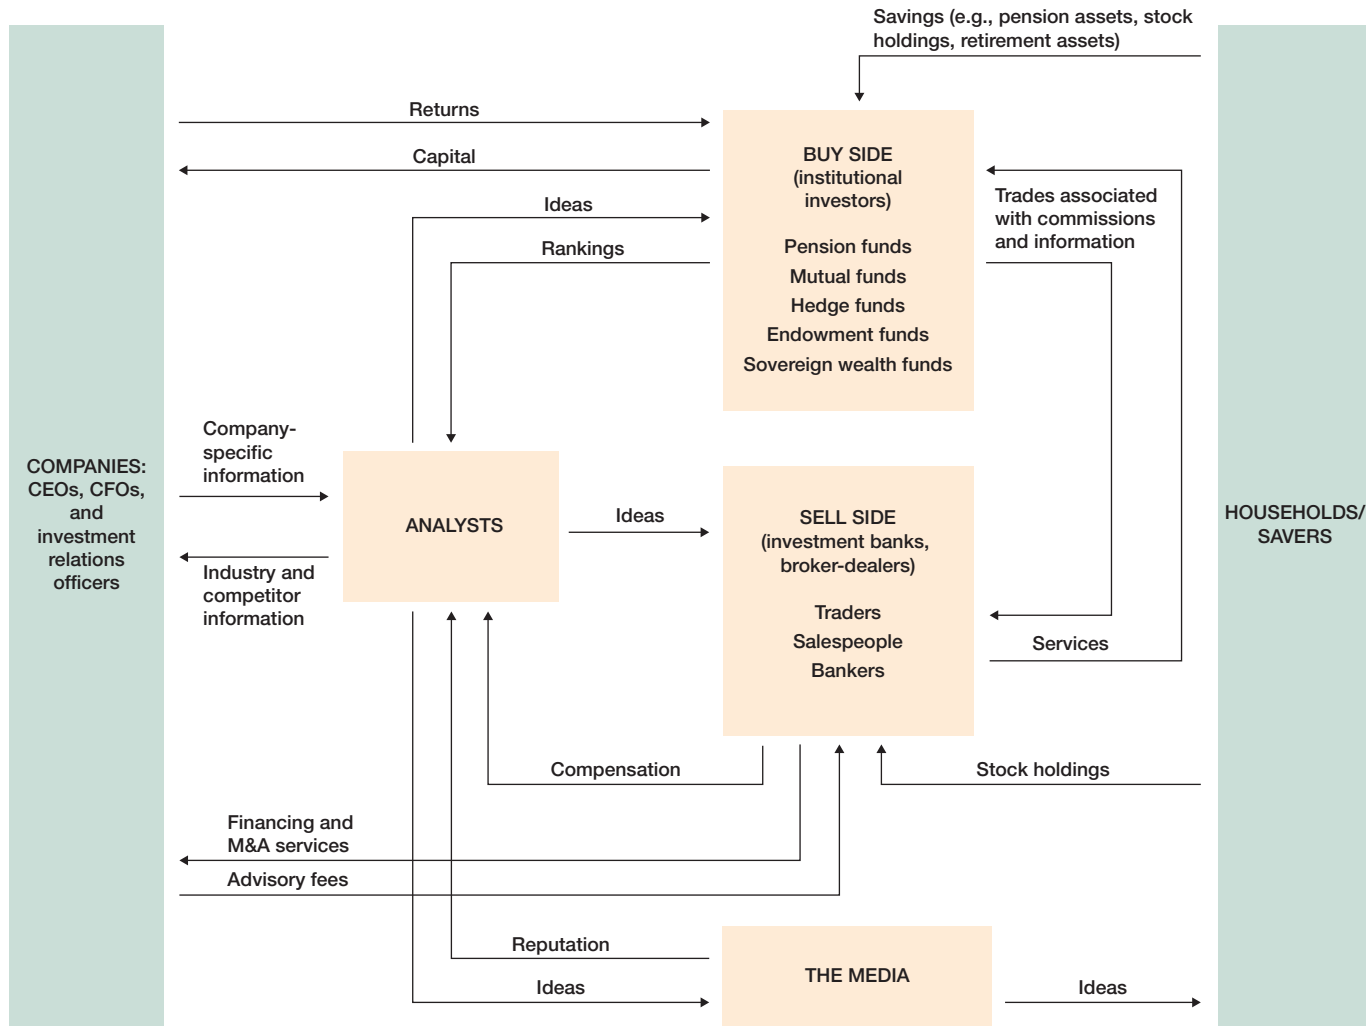 Savings (e.g., pension assets, stock
holdings, retirement assets)
Returns
Capital
Ideas
Rankings
BUY SIDE
(institutional
investors)
Pension funds
Mutual funds
Hedge funds
Endowment funds
Sovereign wealth funds
Trades associated
with commissions
and information
COMPANIES:
CEOs, CFOs,
and
investment
relations
officers
Company-
specific
information
Industry and
competitor
information
ANALYSTS
Ideas
SELL SIDE
(investment banks,
broker-dealers)
Traders
Salespeople
Bankers
Services
HOUSEHOLDS/
SAVERS
Compensation
Stock holdings
Financing and
M&A services
Advisory fees
Reputation
Ideas
THE MEDIA
Ideas